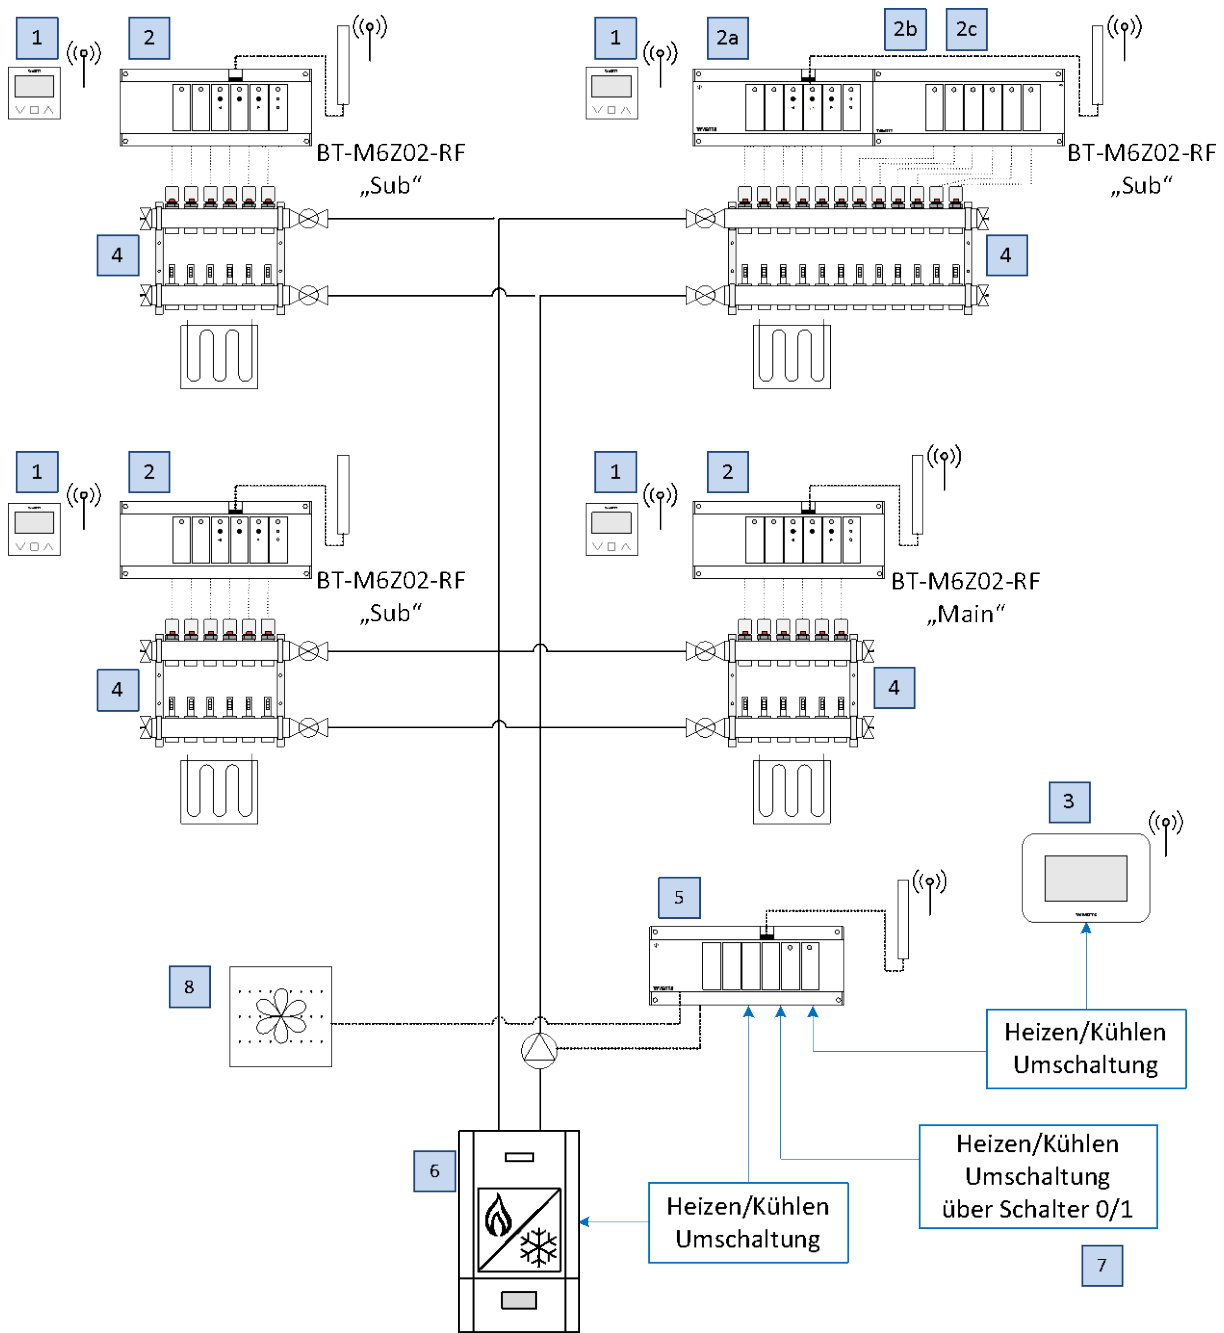 1
2
1
2a
2b
2c
BT-M6Z02-RF
„Sub“
BT-M6Z02-RF
„Sub“
4
4
1
2
1
2
BT-M6Z02-RF
„Sub“
BT-M6Z02-RF
„Main“
4
4
3
5
8
Heizen/Kühlen
Umschaltung
6
Heizen/Kühlen
Umschaltung
über Schalter 0/1
Heizen/Kühlen
Umschaltung
7